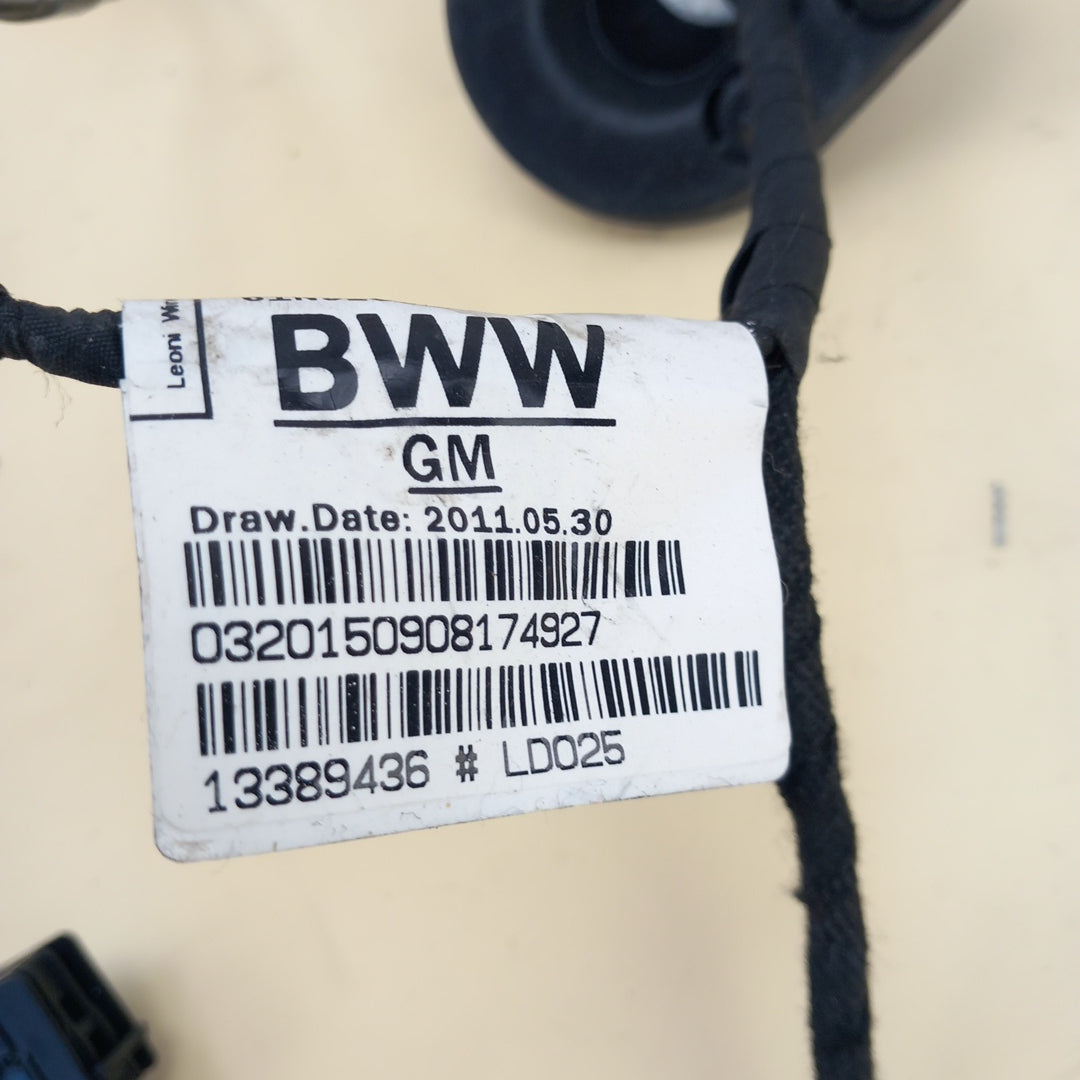 Leoni
BWW
GM
Draw.Date: 2011.05.30
0320150908174927
13389436 # LD025